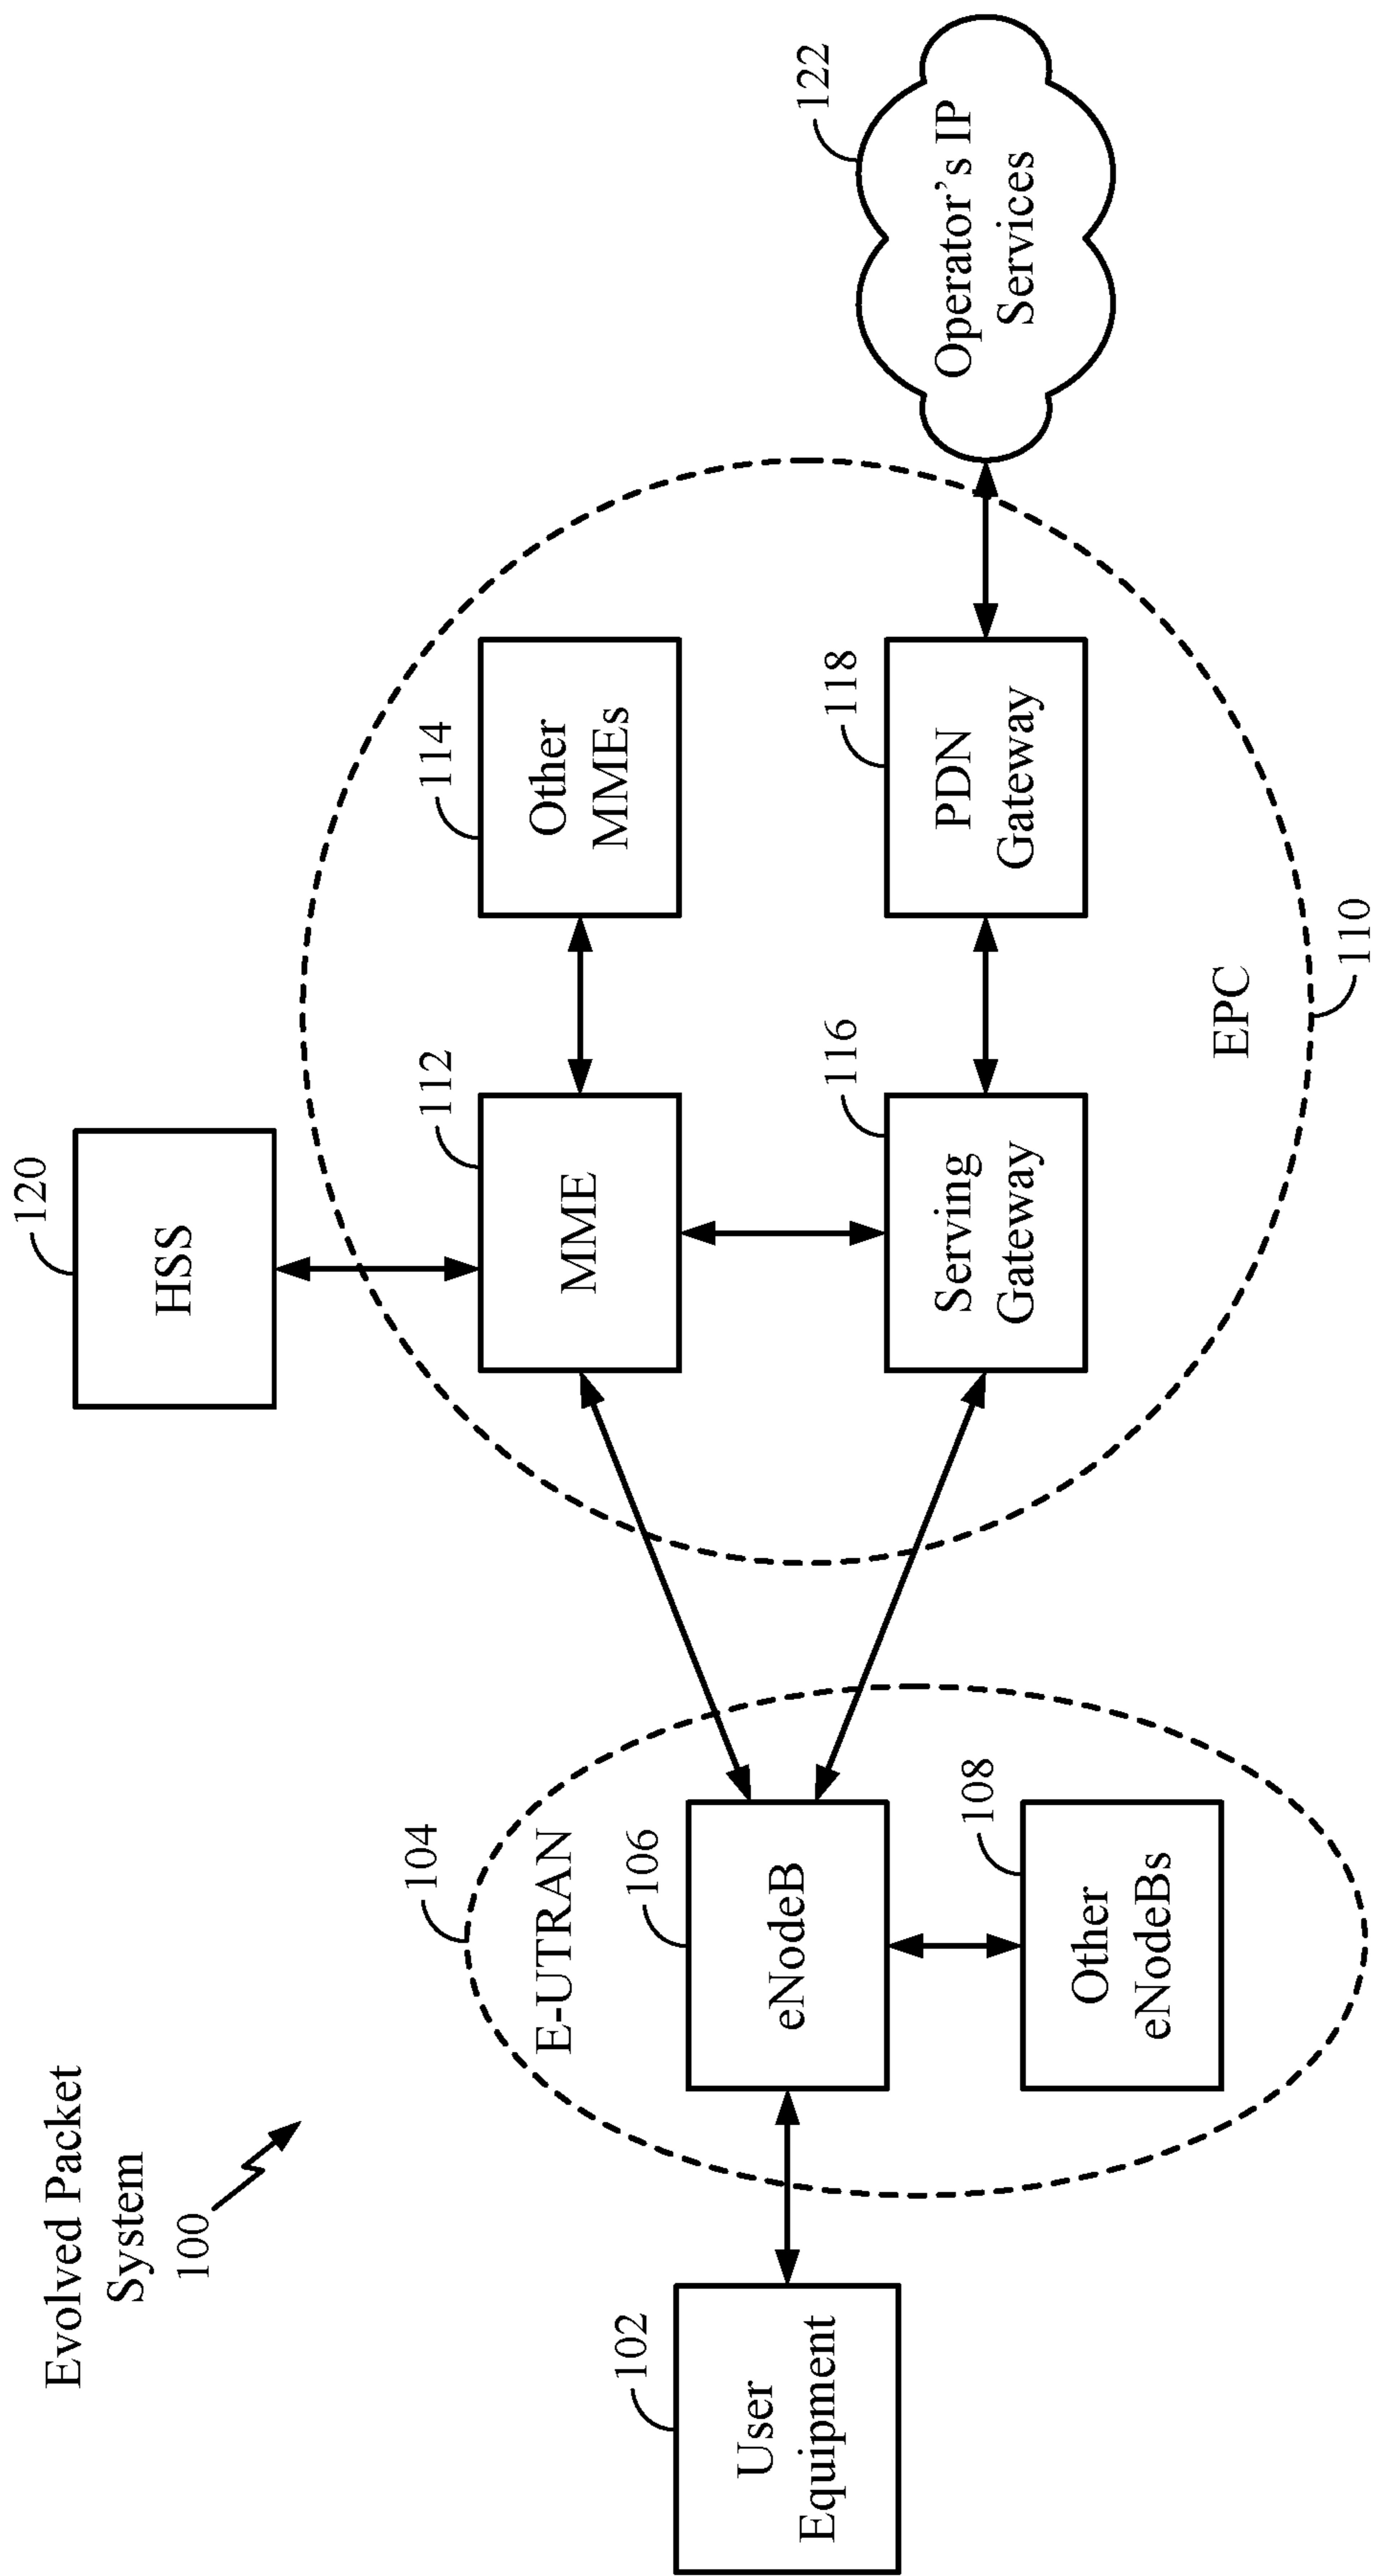 Evolved Packet
System
100
120
HSS
104
E-UTRAN
102
User
Equipment
106
eNodeB
108
Other
eNodeBs
112
MME
114
Other
MMEs
116
Serving
Gateway
118
PDN
Gateway
EPC
110
122
Operator’s IP
Services